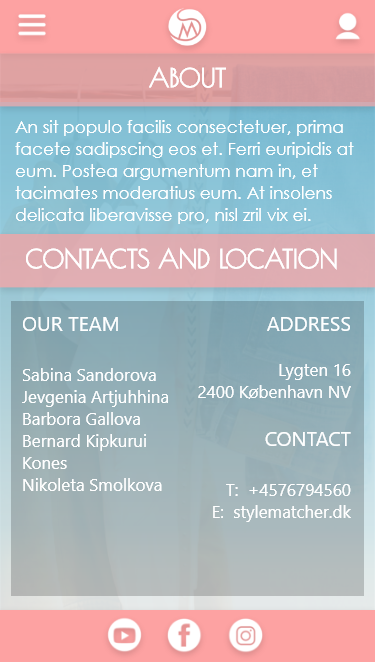 ABOUT
An sit populo facilis consectetuer, prima
facete sadipscing eos et. Ferri euripidis at
eum. Postea argumentum nam in, et
tacimates moderatius eum. At insolens
delicata liberavisse pro, nisl zril vix ei.
CONTACTS AND LOCATION
OUR TEAM
Sabina Sandorova
Jevgenia Artjuhhina
Barbora Gallova
Bernard Kipkurui
Kones
Nikoleta Smolkova
ADDRESS
Lygten 16
2400 København NV
CONTACT
T: +4576794560
E: stylematcher.dk